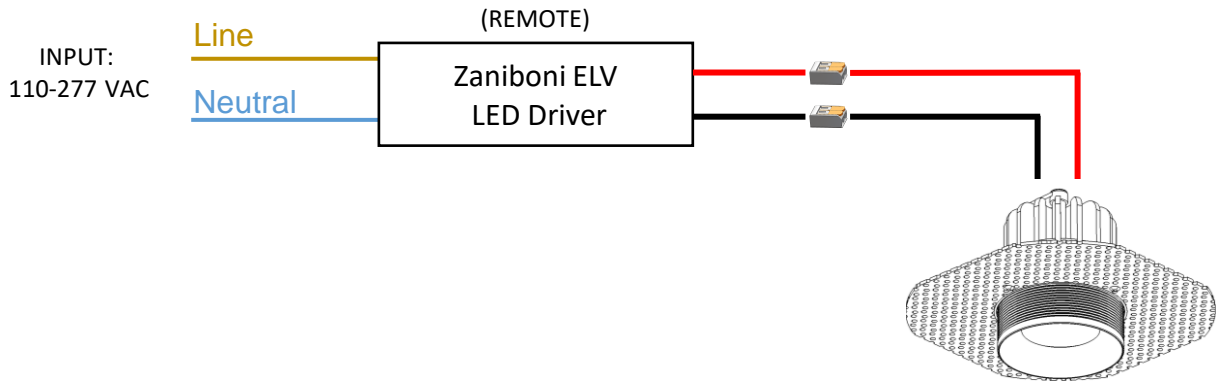 (REMOTE)
Line
INPUT:
110-277 VAC
Zaniboni ELV
LED Driver
Neutral